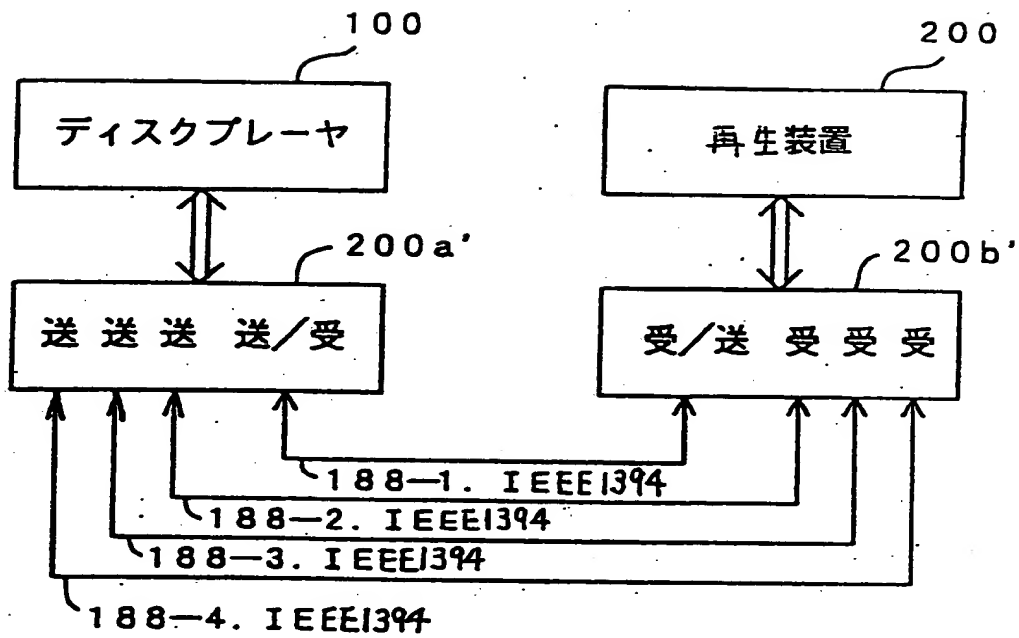 100
200
ディスクプレーヤ
再生装置
200a'
200b'
送 送 送 送/受
受/送 受 受 受
188—1. IEEE1394
188—2. IEEE1394
188—3. IEEE1394
188—4. IEEE1394